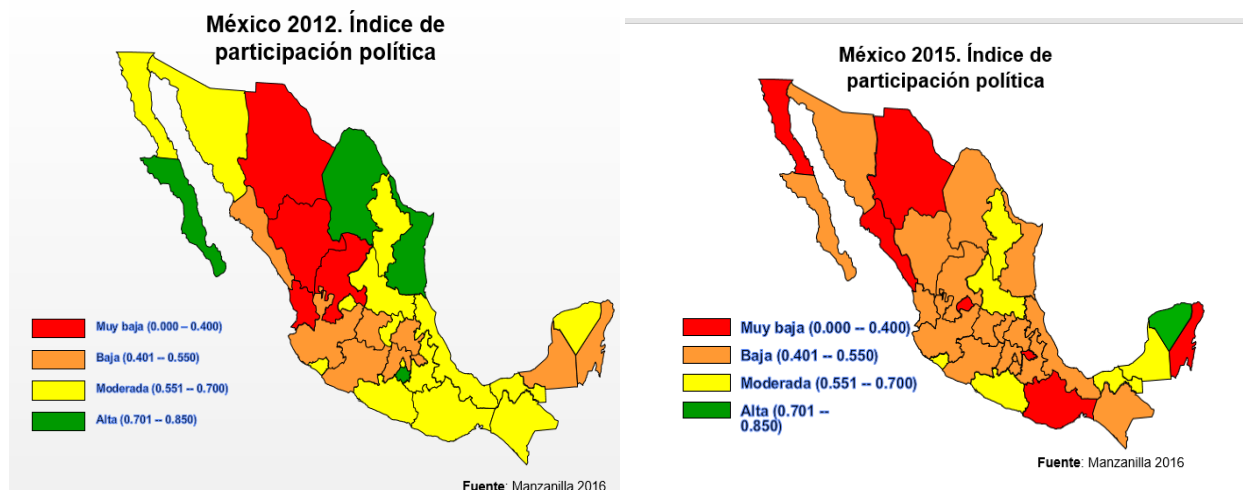 México 2012. Índice de
participación política
Muy baja (0.000 -- 0.400)
Baja (0.401 -- 0.550)
Moderada (0.551 -- 0.700)
Alta (0.701 -- 0.850)
Fuente: Manzanilla 2016
México 2015. Índice de
participación política
Muy baja (0.000 -- 0.400)
Baja (0.401 -- 0.550)
Moderada (0.551 -- 0.700)
Alta (0.701 --
0.850)
Fuente: Manzanilla 2016